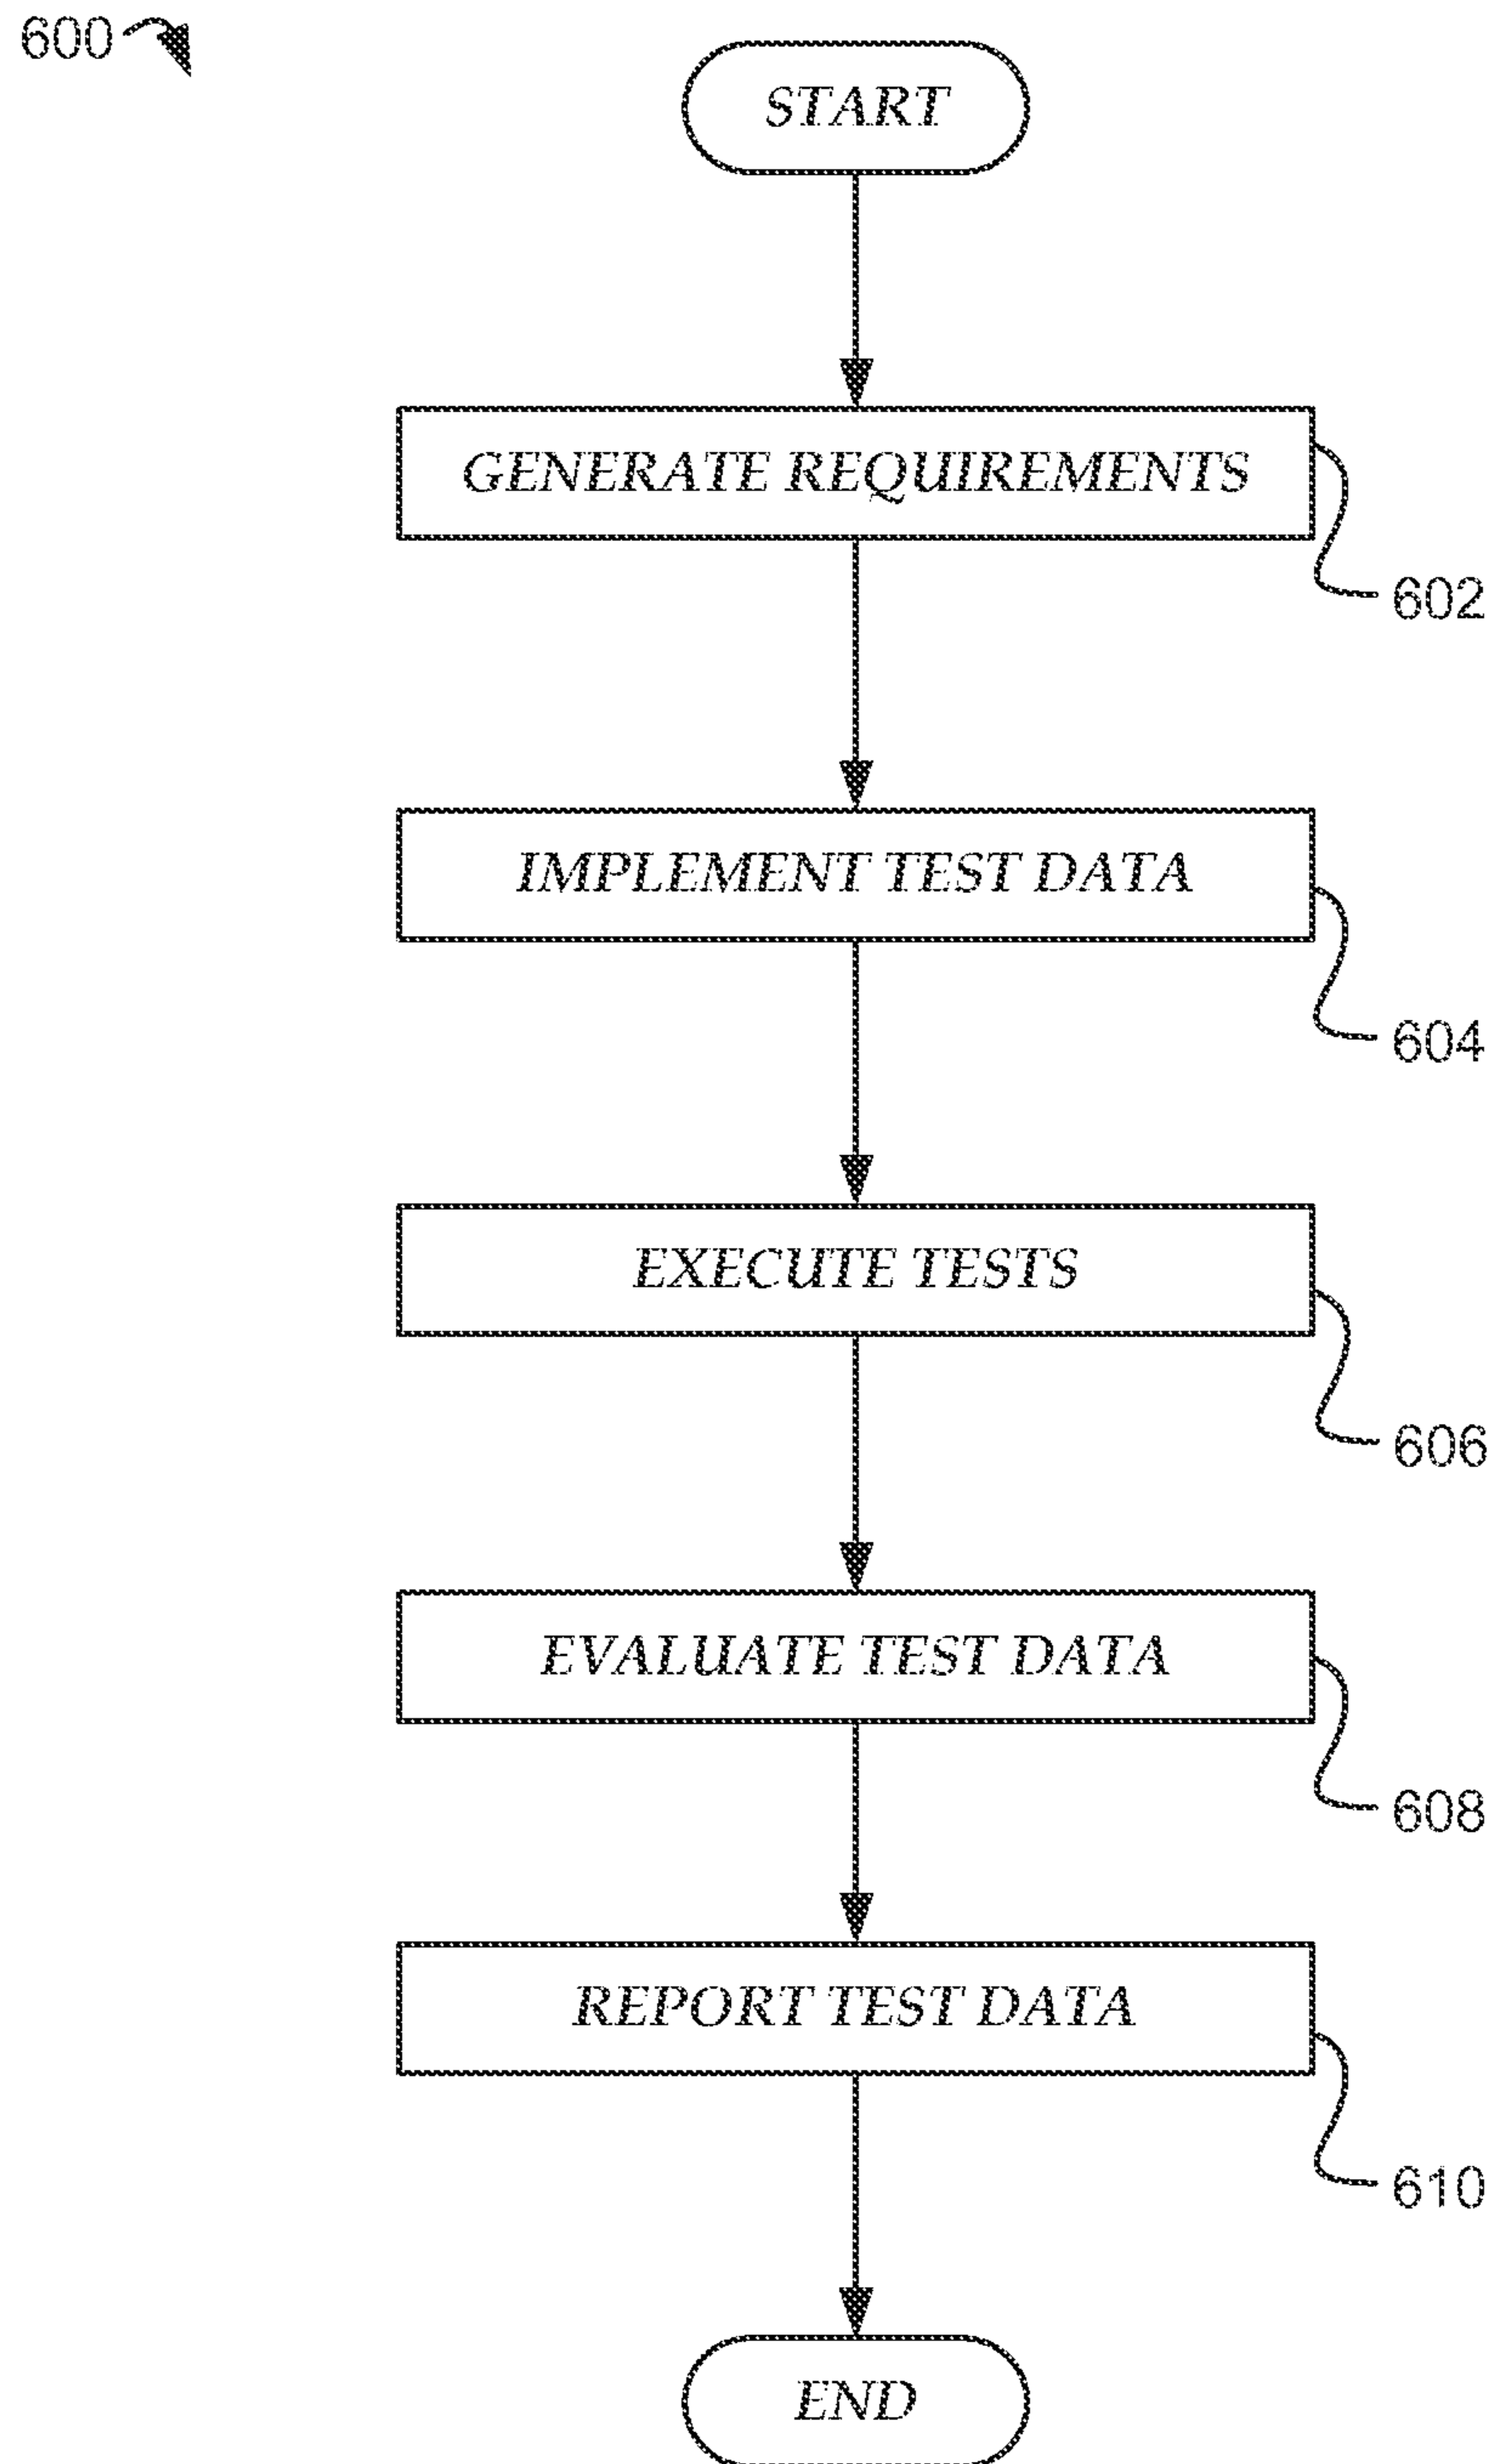 600
START
GENERATE REQUIREMENTS
602
IMPLEMENT TEST DATA
604
EXECUTE TESTS
606
EVALUATE TEST DATA
608
REPORT TEST DATA
610
END